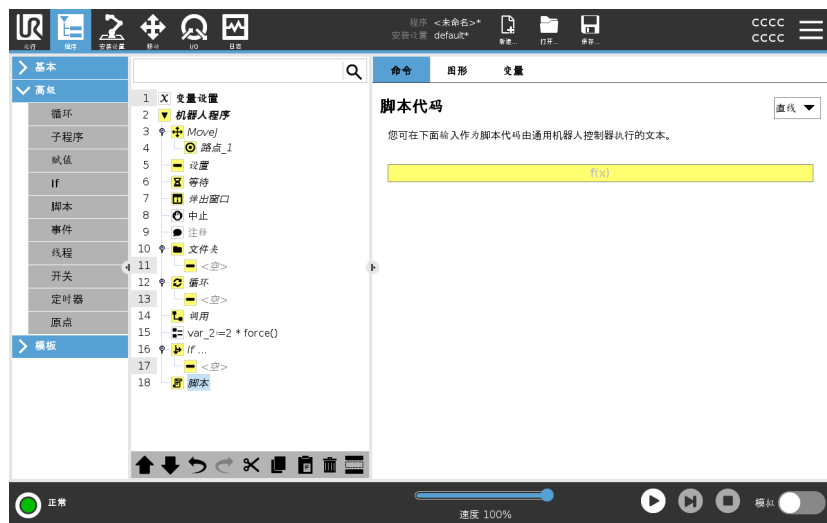 程序 <未命名>*
安装设置 default*
运行
程序
安装设置
移动
I/O
日志
新建...
打开...
保存...
cccc
cccc
基本
高级
循环
子程序
赋值
If
脚本
事件
线程
开关
定时器
原点
模板
1 X 变量设置
2 机器人程序
3 MoveJ
4 路点_1
5 设置
6 等待
7 弹出窗口
8 中止
9 注释
10 文件夹
11 <空>
12 循环
13 <空>
14 调用
15 var_2≔2 * force()
16 If ...
17 <空>
18 脚本
命令 图形 变量
脚本代码
直线
您可在下面输入作为脚本代码由通用机器人控制器执行的文本。
f(x)
正常
速度 100%
模拟